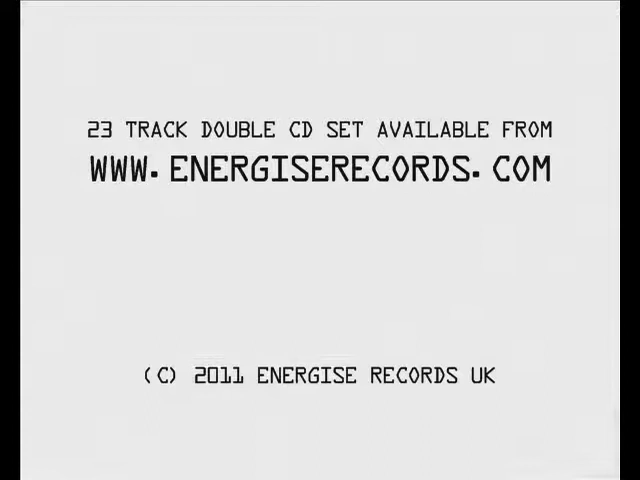 23 TRACK DOUBLE CD SET AVAILABLE FROM
WWW.ENERGISERECORDS.COM
(C) 2011 ENERGISE RECORDS UK